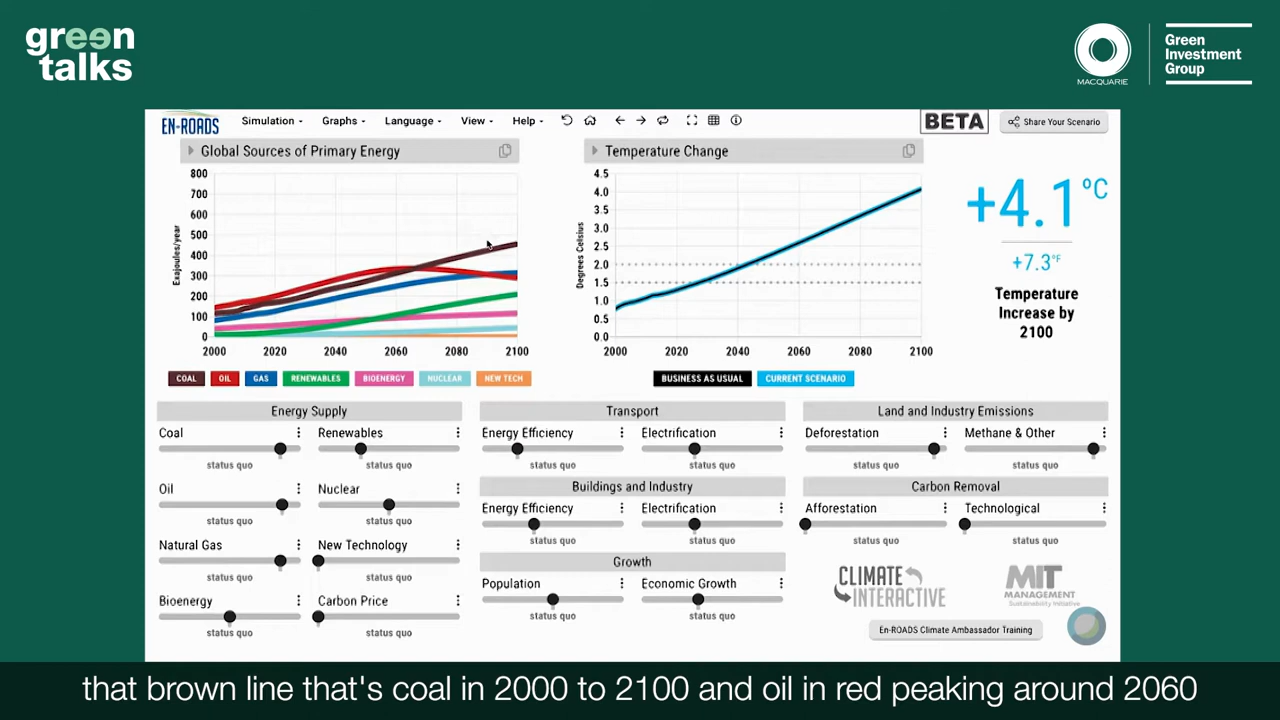 green
talks
MACQUARIE
Green
Investment
Group
EN-ROADS
Simulation
Graphs
Language
View
Help
BETA
Share Your Scenario
Global Sources of Primary Energy
800
700
600
500
400
300
200
100
0
Exajoules/year
2000 2020 2040 2060 2080 2100
COAL OIL GAS RENEWABLES BIOENERGY NUCLEAR NEW TECH
Temperature Change
4.5
4.0
3.5
3.0
2.5
2.0
1.5
1.0
0.5
0.0
Degrees Celsius
2000 2020 2040 2060 2080 2100
BUSINESS AS USUAL CURRENT SCENARIO
+4.1ºC
+7.3°F
Temperature
Increase by
2100
Energy Supply
Coal
status quo
Renewables
status quo
Oil
status quo
Nuclear
status quo
Natural Gas
status quo
New Technology
status quo
Bioenergy
status quo
Carbon Price
status quo
Transport
Energy Efficiency
status quo
Electrification
status quo
Buildings and Industry
Energy Efficiency
status quo
Electrification
status quo
Growth
Population
status quo
Economic Growth
status quo
Land and Industry Emissions
Deforestation
status quo
Methane & Other
status quo
Carbon Removal
Afforestation
status quo
Technological
status quo
CLIMATE
INTERACTIVE
MIT
MANAGEMENT
Sustainability Initiative
En-ROADS Climate Ambassador Training
that brown line that's coal in 2000 to 2100 and oil in red peaking around 2060